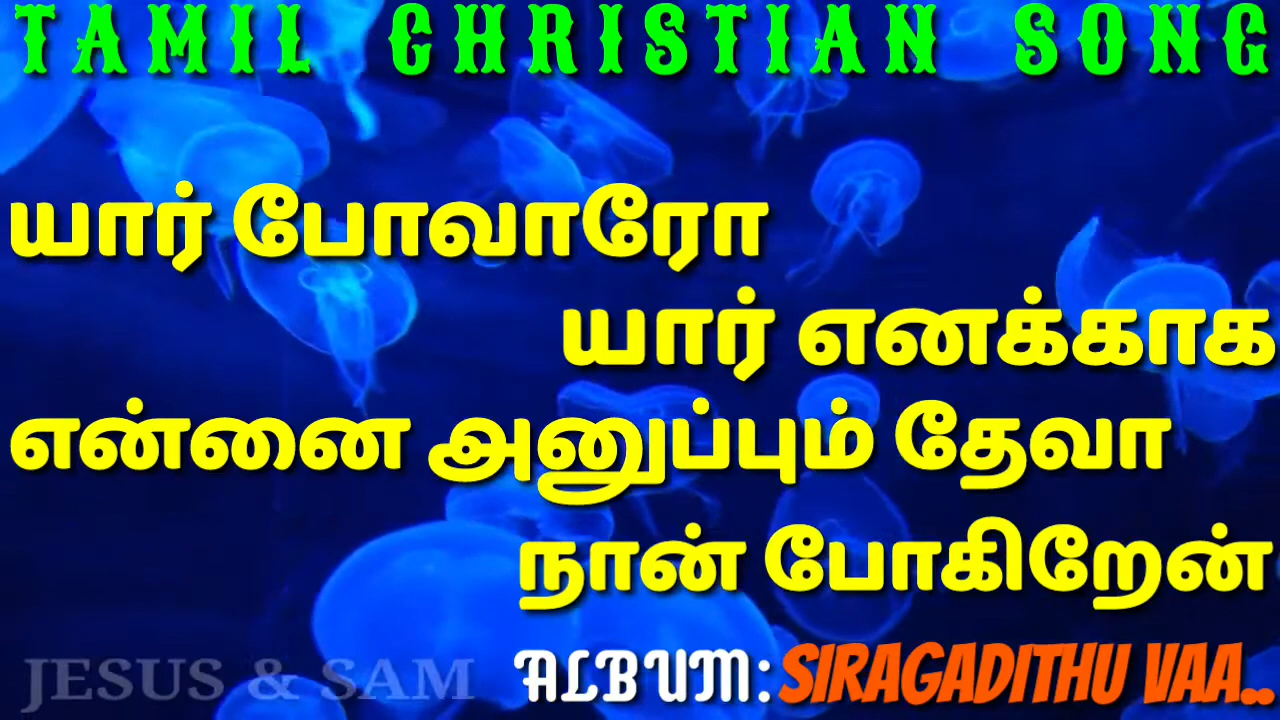 TAMIL CHRISTIAN SONG
யார் போவாரோ
யார் எனக்காக
என்னை அனுப்பும் தேவா
நான் போகிறேன்
JESUS & SAM
ALBUM: SIRAGADITHU VAA..